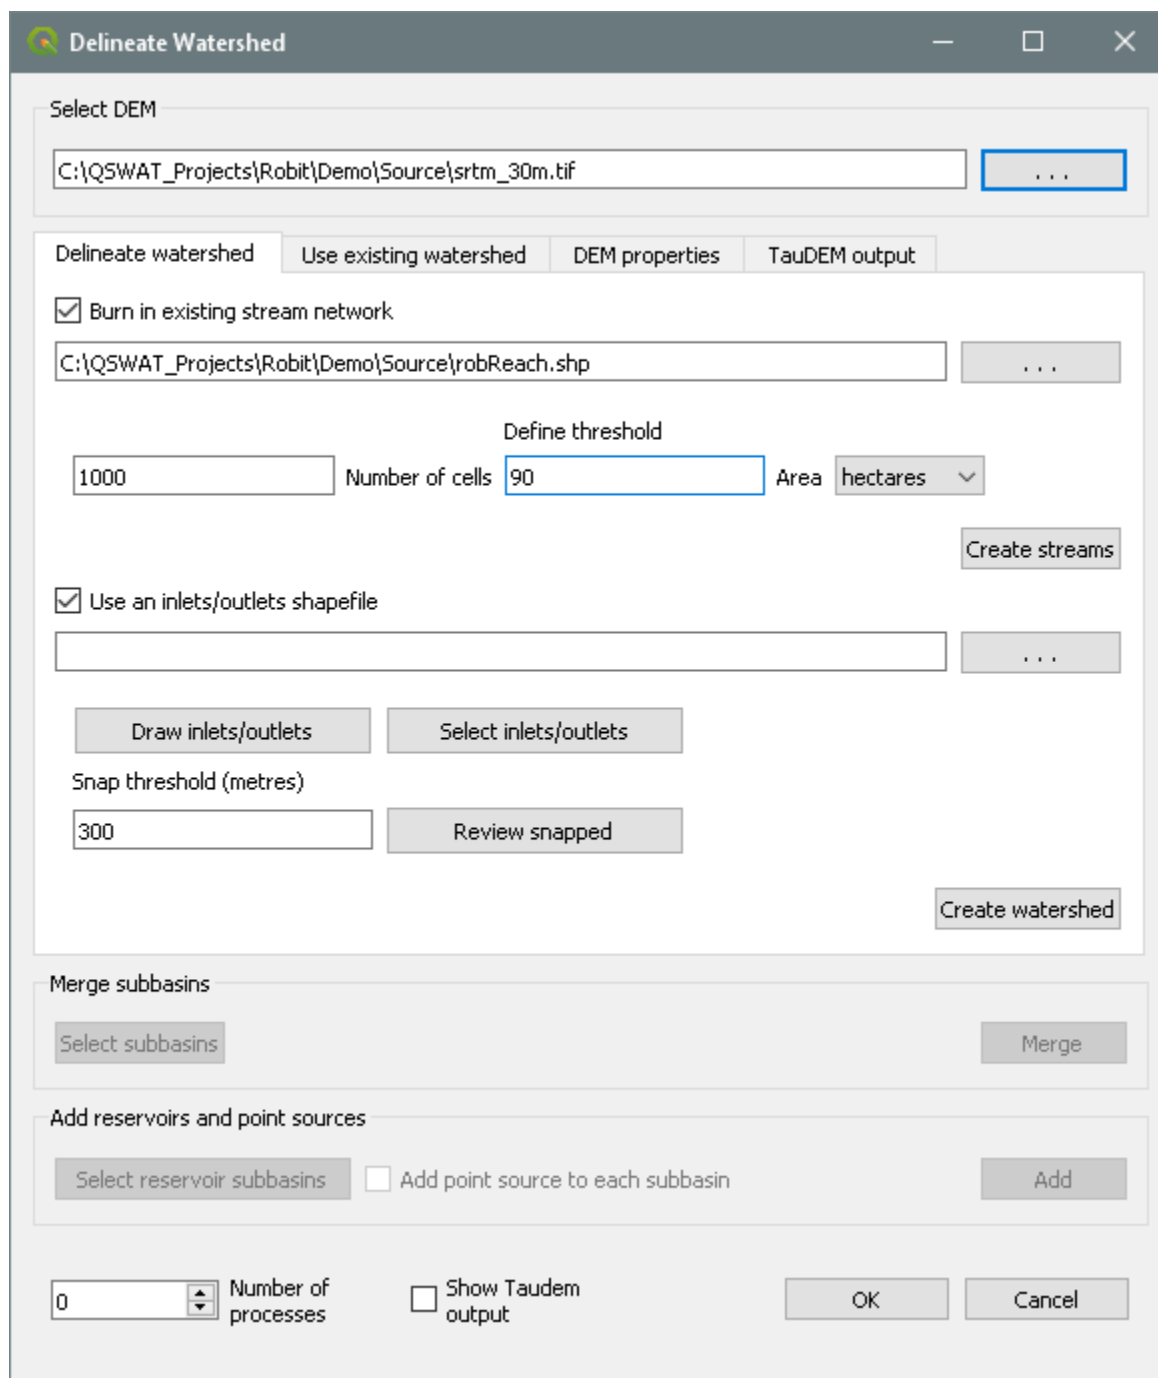 Delineate Watershed
Select DEM
C:\QSWAT_Projects\Robit\Demo\Source\srtm_30m.tif
...
Delineate watershed Use existing watershed DEM properties TauDEM output
Burn in existing stream network
C:\QSWAT_Projects\Robit\Demo\Source\robReach.shp
...
Define threshold
1000 Number of cells 90 Area hectares
Create streams
Use an inlets/outlets shapefile
...
Draw inlets/outlets Select inlets/outlets
Snap threshold (metres)
300 Review snapped
Create watershed
Merge subbasins
Select subbasins Merge
Add reservoirs and point sources
Select reservoir subbasins Add point source to each subbasin Add
0 Number of processes Show Taudem output OK Cancel